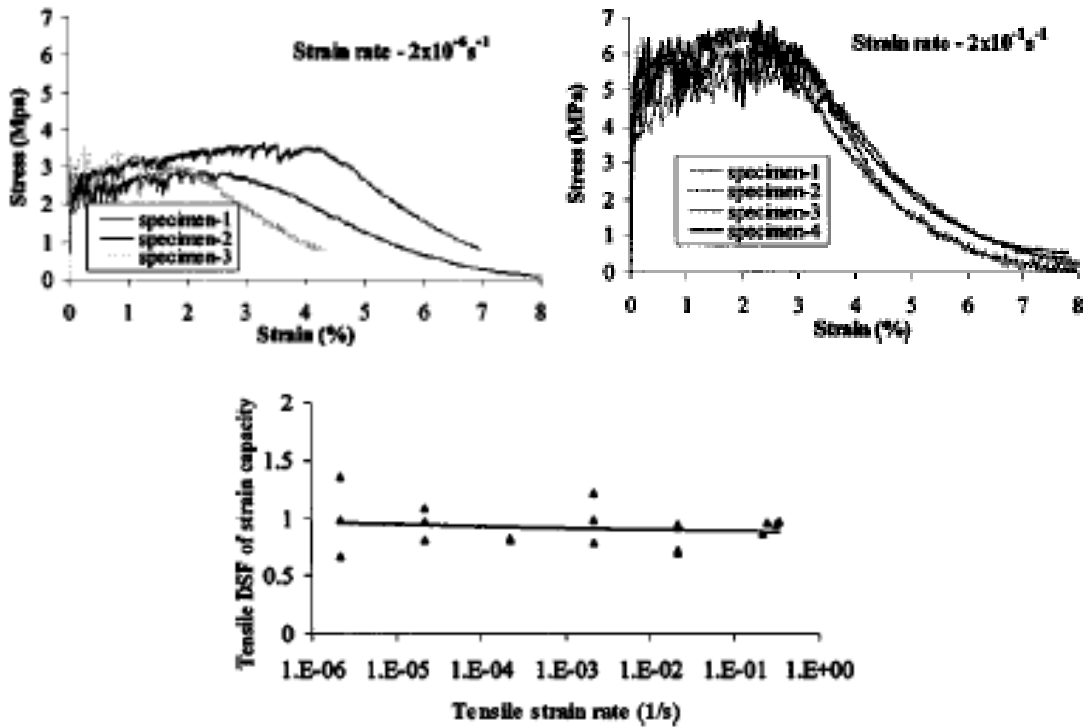 7
6
5
4
3
2
1
0
Stress (Mpa)
Strain rate - 2x10⁻⁶s⁻¹
specimen-1
specimen-2
specimen-3
0 1 2 3 4 5 6 7 8
Strain (%)
7
6
5
4
3
2
1
0
Stress (MPa)
Strain rate - 2x10⁻¹s⁻¹
specimen-1
specimen-2
specimen-3
specimen-4
0 1 2 3 4 5 6 7 8
Strain (%)
2
1.5
1
0.5
0
Tensile DSF of strain capacity
1.E-06 1.E-05 1.E-04 1.E-03 1.E-02 1.E-01 1.E+00
Tensile strain rate (1/s)